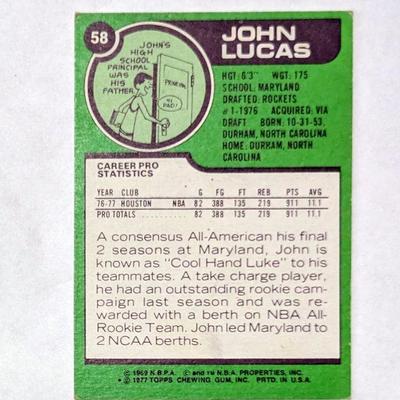 58
JOHN'S
HIGH
SCHOOL
PRINCIPAL
WAS
HIS
FATHER.
PRINCIPAL
HI
PAD!
JOHN
LUCAS
HGT: 6'3" WGT: 175
SCHOOL: MARYLAND
DRAFTED: ROCKETS
#1-1976 ACQUIRED: VIA
DRAFT BORN: 10-31-53,
DURHAM, NORTH CAROLINA
HOME: DURHAM, NORTH
CAROLINA
CAREER PRO
STATISTICS
YEAR CLUB G FG FT REB PTS AVG
76-77 HOUSTON NBA 82 388 135 219 911 11.1
PRO TOTALS 82 388 135 219 911 11.1
A consensus All-American his final
2 seasons at Maryland, John is
known as "Cool Hand Luke" to his
teammates. A take charge player,
he had an outstanding rookie cam-
paign last season and was re-
warded with a berth on NBA All-
Rookie Team. John led Maryland to
2 NCAA berths.
© 1969 N.B.P.A. © and TM N.B.A. PROPERTIES, INC.
© 1977 TOPPS CHEWING GUM, INC. PRTD. IN U.S.A.